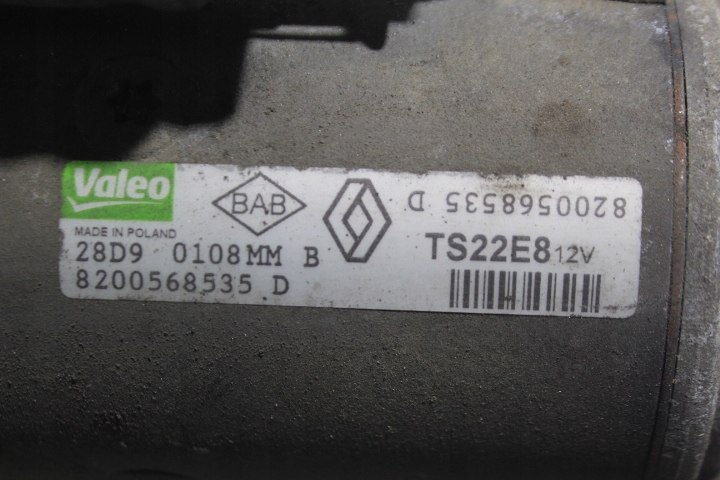 Valeo
MADE IN POLAND
BAB
8200568535 D
28D9 0108MM B
TS22E8 12V
8200568535 D